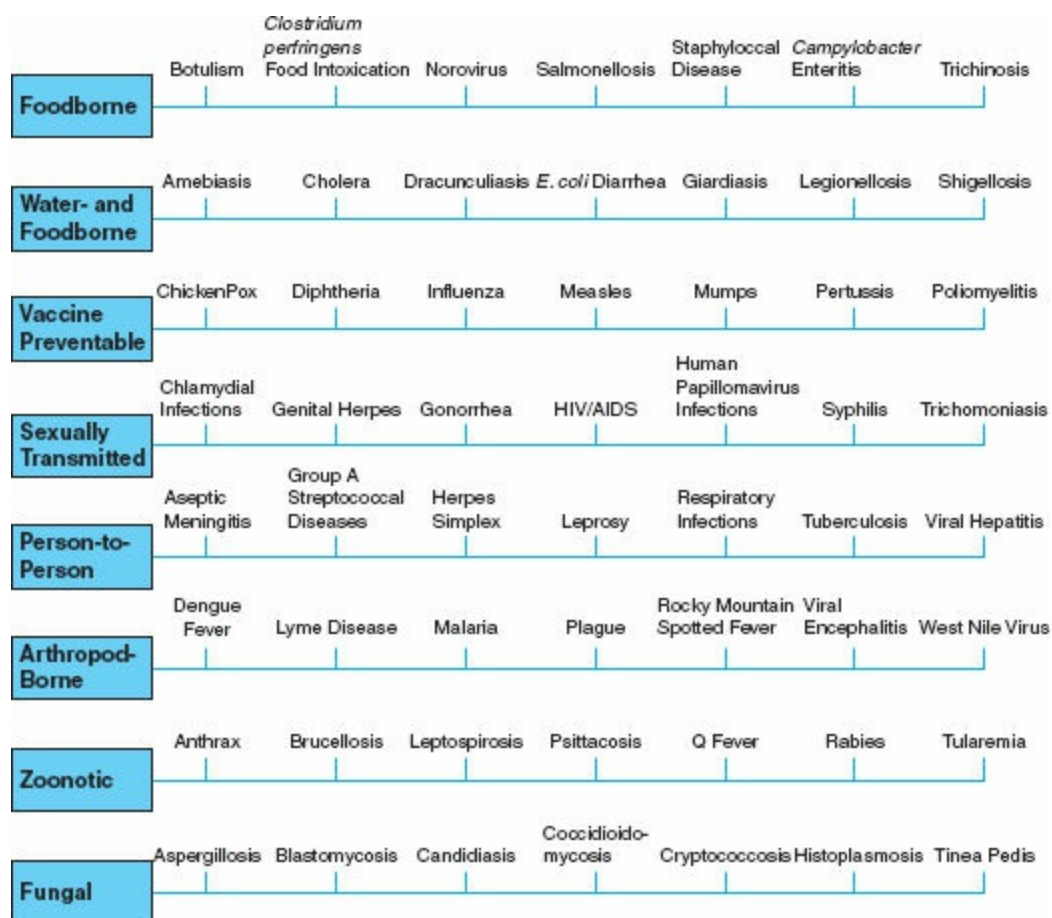 Clostridium
perfringens
Botulism Food Intoxication Norovirus Salmonellosis Staphyloccal Disease Campylobacter Enteritis Trichinosis
Foodborne
Amebiasis Cholera Dracunculiasis E. coli Diarrhea Giardiasis Legionellosis Shigellosis
Water- and
Foodborne
ChickenPox Diphtheria Influenza Measles Mumps Pertussis Poliomyelitis
Vaccine
Preventable
Chlamydial Infections Genital Herpes Gonorrhea HIV/AIDS Human Papillomavirus Infections Syphilis Trichomoniasis
Sexually
Transmitted
Aseptic Meningitis Group A Streptococcal Diseases Herpes Simplex Leprosy Respiratory Infections Tuberculosis Viral Hepatitis
Person-to-
Person
Dengue Fever Lyme Disease Malaria Plague Rocky Mountain Spotted Fever Viral Encephalitis West Nile Virus
Arthropod-
Borne
Anthrax Brucellosis Leptospirosis Psittacosis Q Fever Rabies Tularemia
Zoonotic
Aspergillosis Blastomycosis Candidiasis Coccidioido-mycosis Cryptococcosis Histoplasmosis Tinea Pedis
Fungal